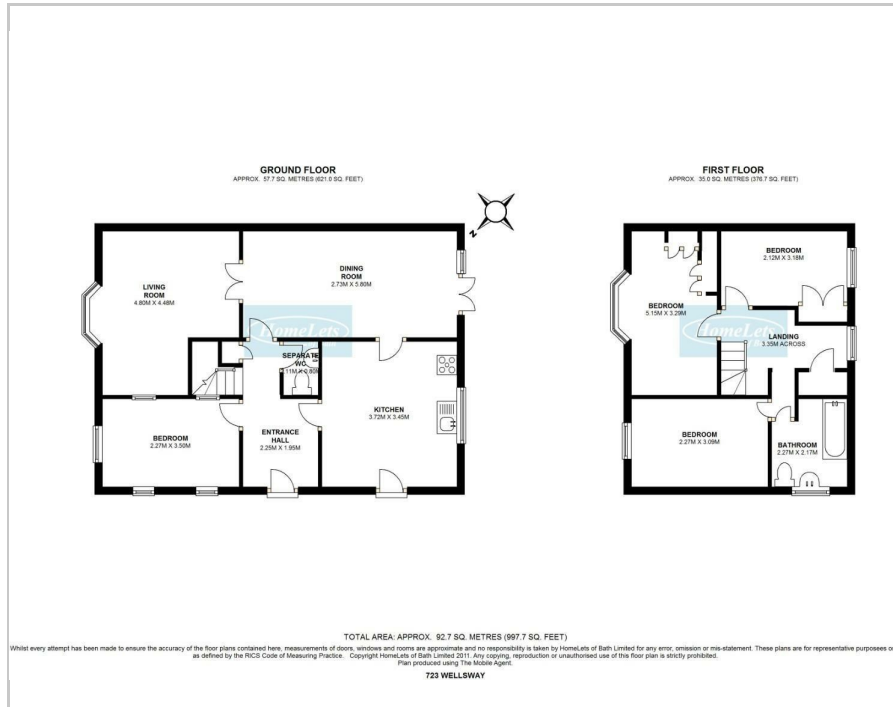 GROUND FLOOR
APPROX. 57.7 SQ. METRES (621.0 SQ. FEET)
FIRST FLOOR
APPROX. 35.0 SQ. METRES (376.7 SQ. FEET)
N
LIVING
ROOM
4.80M X 4.48M
DINING
ROOM
2.73M X 5.80M
HomeLets
SEPARATE
WC
.11M X 0.80M
KITCHEN
3.72M X 3.45M
BEDROOM
2.27M X 3.50M
ENTRANCE
HALL
2.25M X 1.95M
BEDROOM
2.12M X 3.18M
BEDROOM
5.15M X 3.29M
HomeLets
LANDING
3.35M ACROSS
BEDROOM
2.27M X 3.09M
BATHROOM
2.27M X 2.17M
TOTAL AREA: APPROX. 92.7 SQ. METRES (997.7 SQ. FEET)
Whilst every attempt has been made to ensure the accuracy of the floor plans contained here, measurements of doors, windows and rooms are approximate and no responsibility is taken by HomeLets of Bath Limited for any error, omission or mis-statement. These plans are for representative purposes o
as defined by the RICS Code of Measuring Practice. Copyright HomeLets of Bath Limited 2011. Any copying, reproduction or unauthorised use of this floor plan is strictly prohibited.
Plan produced using The Mobile Agent.
723 WELLSWAY